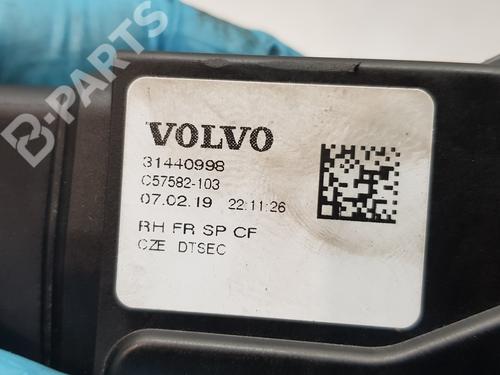 B-PARTS
VOLVO
31440998
C57582-103
07.02.19 22:11:26
RH FR SP CF
CZE DTSEC